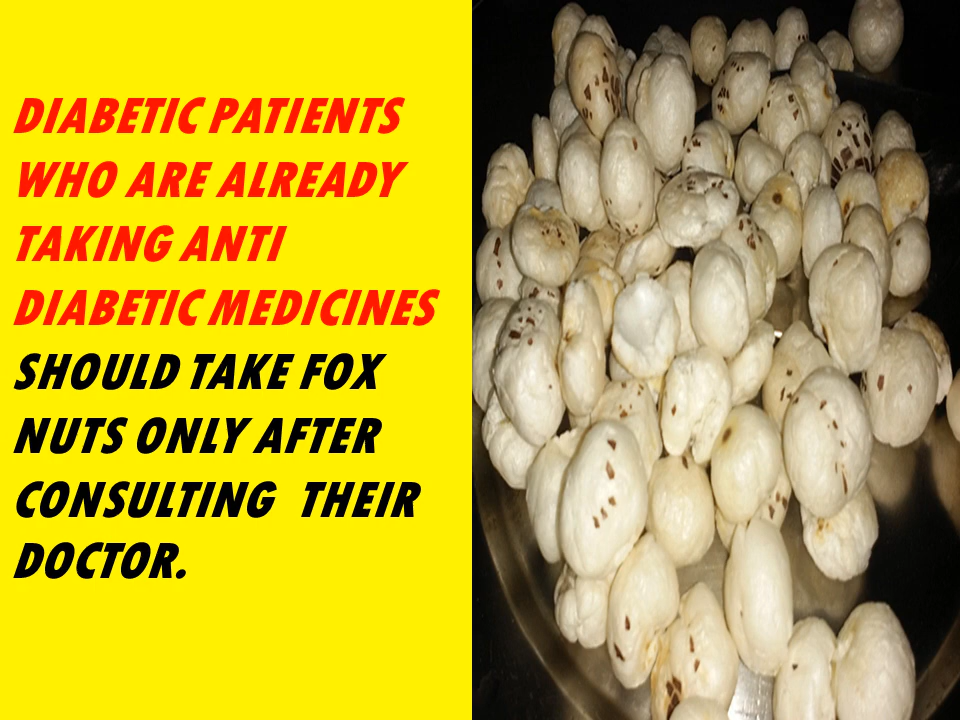 DIABETIC PATIENTS
WHO ARE ALREADY
TAKING ANTI
DIABETIC MEDICINES
SHOULD TAKE FOX
NUTS ONLY AFTER
CONSULTING THEIR
DOCTOR.